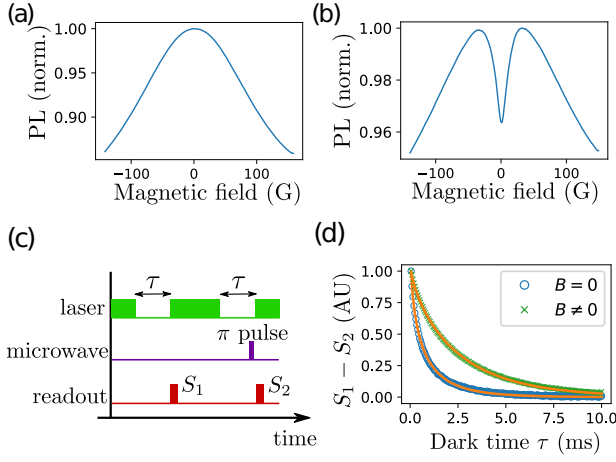 (a)
PL (norm.)
1.00
0.95
0.90
−100
0
100
Magnetic field (G)
(b)
PL (norm.)
1.00
0.98
0.96
−100
0
100
Magnetic field (G)
(c)
τ
τ
laser
π pulse
microwave
readout
S₁
S₂
time
(d)
S₁ − S₂ (AU)
1.00
0.75
0.50
0.25
0.00
B = 0
B ≠ 0
0.0
2.5
5.0
7.5
10.0
Dark time τ (ms)